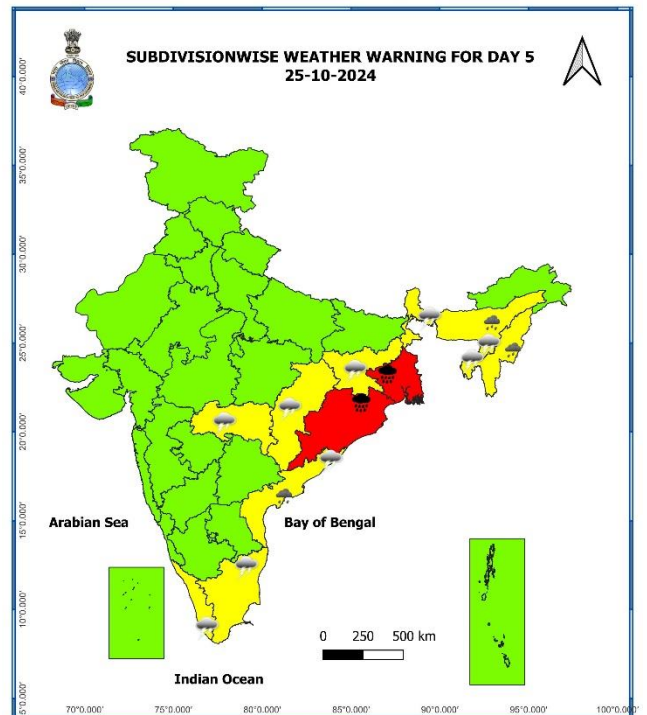 SUBDIVISIONWISE WEATHER WARNING FOR DAY 5
25-10-2024
40°0.000'
35°0.000'
30°0.000'
25°0.000'
20°0.000'
15°0.000'
10°0.000'
5°0.000'
Arabian Sea
Bay of Bengal
Indian Ocean
0 250 500 km
70°0.000' 75°0.000' 80°0.000' 85°0.000' 90°0.000' 95°0.000' 100°0.000'